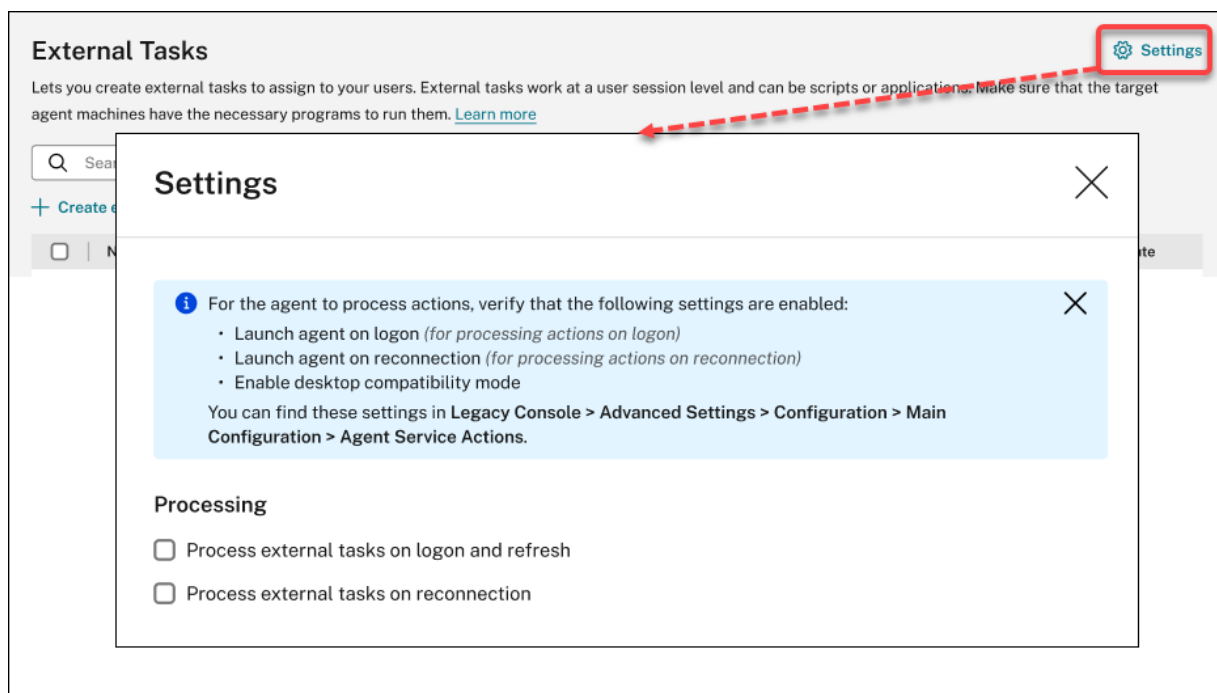 External Tasks
Settings
Lets you create external tasks to assign to your users. External tasks work at a user session level and can be scripts or applications. Make sure that the target
agent machines have the necessary programs to run them. Learn more
Settings
For the agent to process actions, verify that the following settings are enabled:
• Launch agent on logon (for processing actions on logon)
• Launch agent on reconnection (for processing actions on reconnection)
• Enable desktop compatibility mode
You can find these settings in Legacy Console > Advanced Settings > Configuration > Main
Configuration > Agent Service Actions.
Processing
Process external tasks on logon and refresh
Process external tasks on reconnection
+ Create